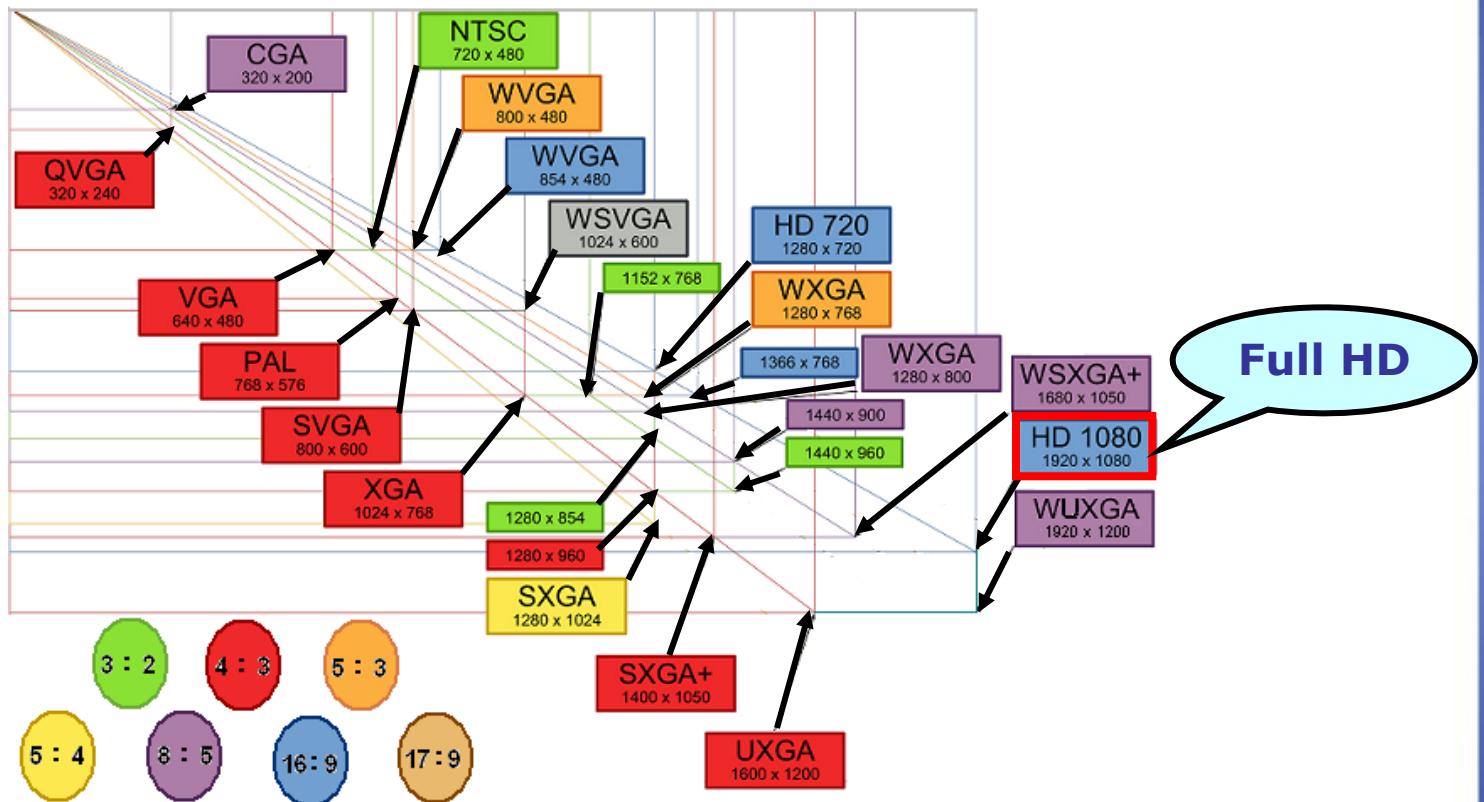 CGA
320 x 200
NTSC
720 x 480
WVGA
800 x 480
WVGA
854 x 480
QVGA
320 x 240
WSVGA
1024 x 600
HD 720
1280 x 720
1152 x 768
WXGA
1280 x 768
VGA
640 x 480
PAL
768 x 576
1366 x 768
WXGA
1280 x 800
WSXGA+
1680 x 1050
Full HD
SVGA
800 x 600
1440 x 900
HD 1080
1920 x 1080
1440 x 960
XGA
1024 x 768
WUXGA
1920 x 1200
1280 x 854
1280 x 960
SXGA
1280 x 1024
SXGA+
1400 x 1050
UXGA
1600 x 1200
3 : 2
4 : 3
5 : 3
5 : 4
8 : 5
16:9
17:9